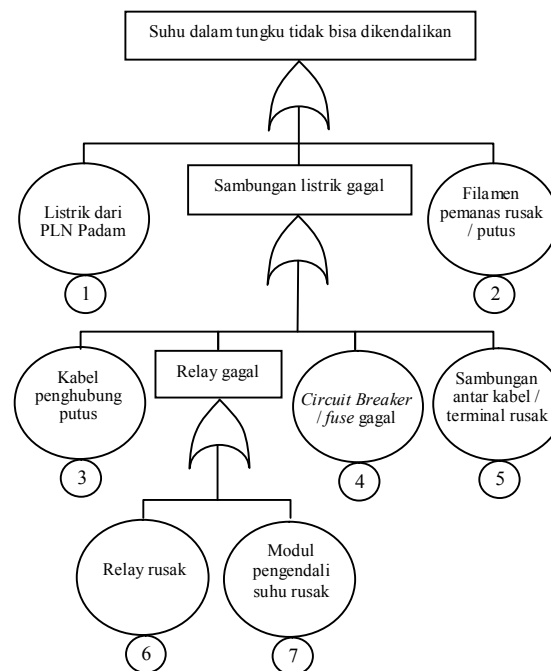 Suhu dalam tungku tidak bisa dikendalikan
Listrik dari
PLN Padam
1
Sambungan listrik gagal
Filamen
pemanas rusak
/ putus
2
Kabel
penghubung
putus
3
Relay gagal
Circuit Breaker
/ fuse gagal
4
Sambungan
antar kabel /
terminal rusak
5
Relay rusak
6
Modul
pengendali
suhu rusak
7